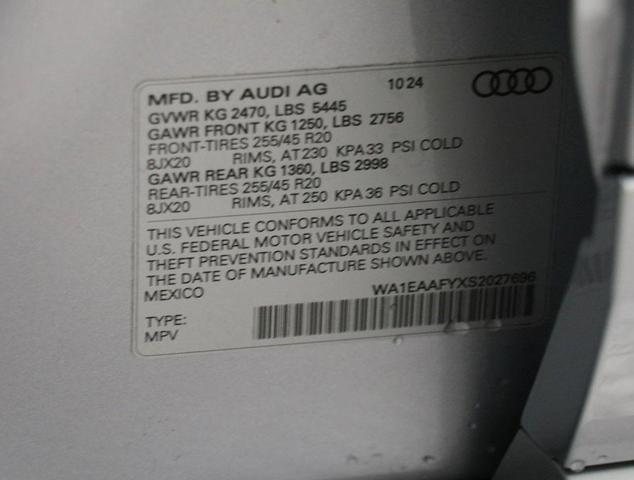 MFD. BY AUDI AG 10 24
GVWR KG 2470, LBS 5445
GAWR FRONT KG 1250, LBS 2756
FRONT-TIRES 255/45 R20
8JX20 RIMS, AT 230 KPA 33 PSI COLD
GAWR REAR KG 1360, LBS 2998
REAR-TIRES 255/45 R20
8JX20 RIMS, AT 250 KPA 36 PSI COLD
THIS VEHICLE CONFORMS TO ALL APPLICABLE
U.S. FEDERAL MOTOR VEHICLE SAFETY AND
THEFT PREVENTION STANDARDS IN EFFECT ON
THE DATE OF MANUFACTURE SHOWN ABOVE.
MEXICO WA1EAAFYXS2027696
TYPE:
MPV